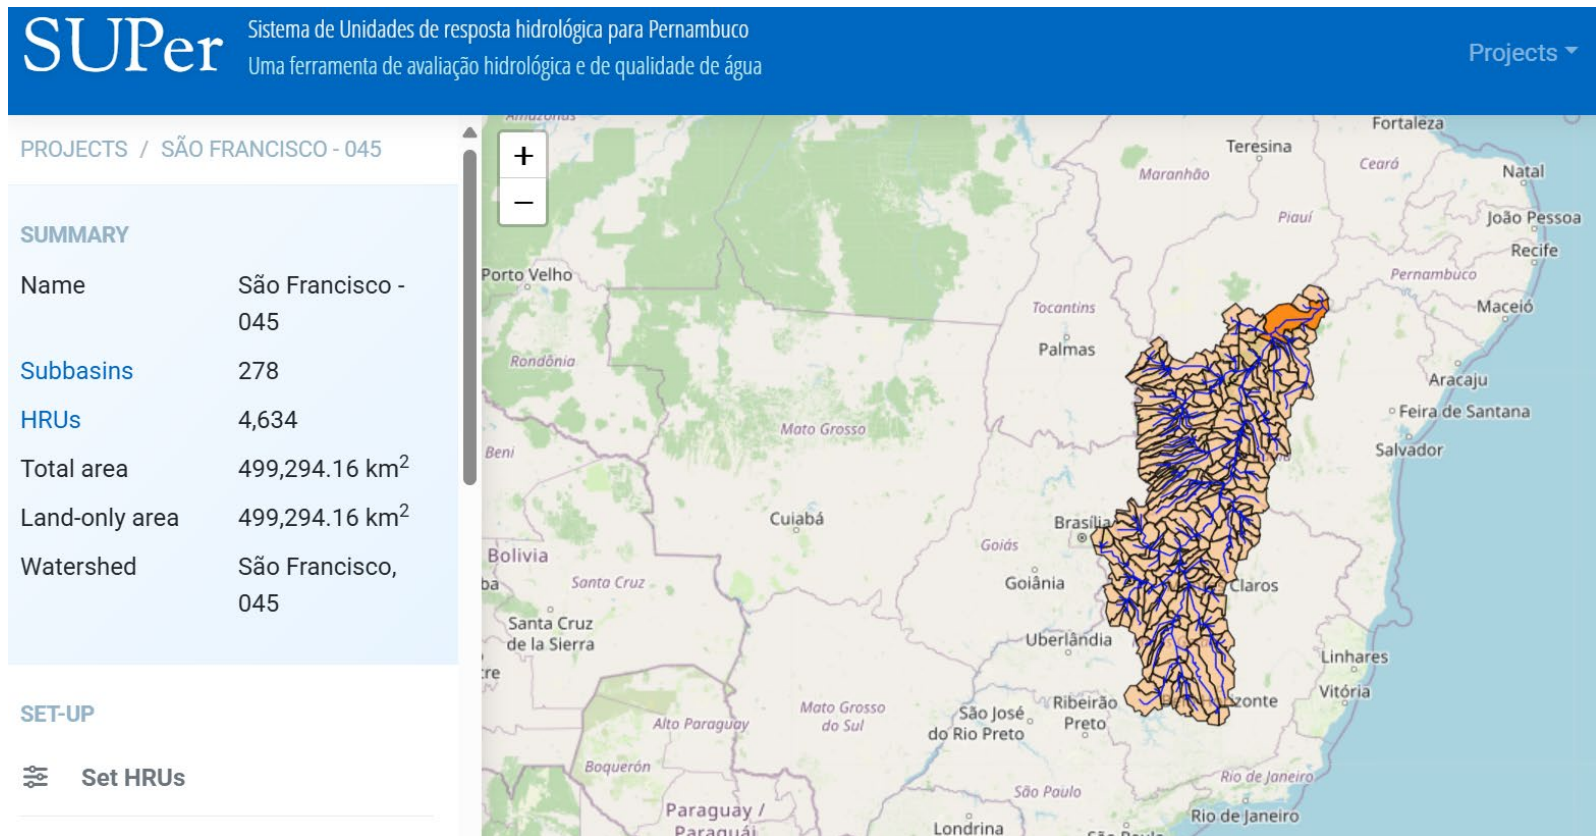 SUPer
Sistema de Unidades de resposta hidrológica para Pernambuco
Uma ferramenta de avaliação hidrológica e de qualidade de água
Projects
PROJECTS / SÃO FRANCISCO - 045
SUMMARY
Name São Francisco -
045
Subbasins 278
HRUs 4,634
Total area 499,294.16 km²
Land-only area 499,294.16 km²
Watershed São Francisco,
045
SET-UP
Set HRUs
+
−
Amazonas
Fortaleza
Teresina
Ceará
Maranhão
Natal
Piauí
João Pessoa
Recife
Porto Velho
Pernambuco
Tocantins
Maceió
Palmas
Rondônia
Aracaju
Feira de Santana
Mato Grosso
Salvador
Beni
Cuiabá
Brasília
Goiás
Bolivia
Santa Cruz
Goiânia
Claros
Santa Cruz
de la Sierra
Uberlândia
Linhares
Vitória
Mato Grosso
do Sul
São José
do Rio Preto
Ribeirão
Preto
zonte
Alto Paraguay
Boquerón
Rio de Janeiro
São Paulo
Paraguay /
Paraguái
Londrina
Rio de Janeiro
São Paulo